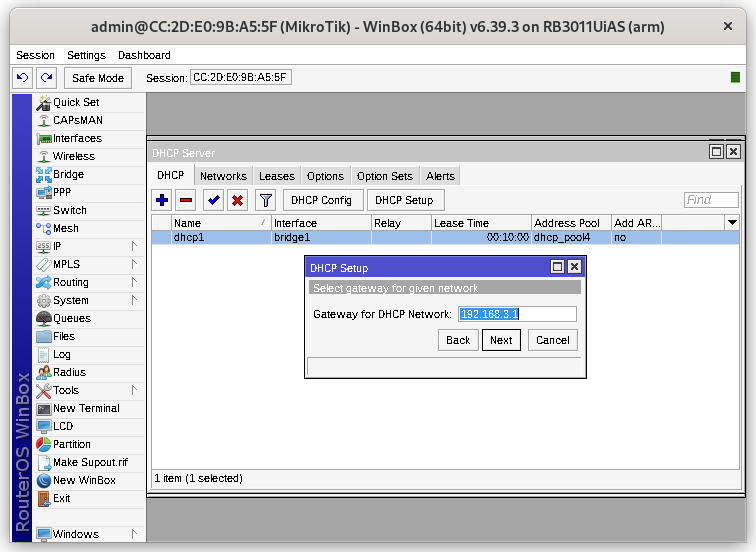 admin@CC:2D:E0:9B:A5:5F (MikroTik) - WinBox (64bit) v6.39.3 on RB3011UiAS (arm)
Session Settings Dashboard
Safe Mode Session: CC:2D:E0:9B:A5:5F
RouterOS WinBox
Quick Set
CAPsMAN
Interfaces
Wireless
Bridge
PPP
Switch
Mesh
IP
MPLS
Routing
System
Queues
Files
Log
Radius
Tools
New Terminal
LCD
Partition
Make Supout.rif
New WinBox
Exit
Windows
DHCP Server
DHCP Networks Leases Options Option Sets Alerts
DHCP Config DHCP Setup Find
Name / Interface Relay Lease Time Address Pool Add AR...
dhcp1 bridge1 00:10:00 dhcp_pool4 no
DHCP Setup
Select gateway for given network
Gateway for DHCP Network: 192.168.3.1
Back Next Cancel
1 item (1 selected)